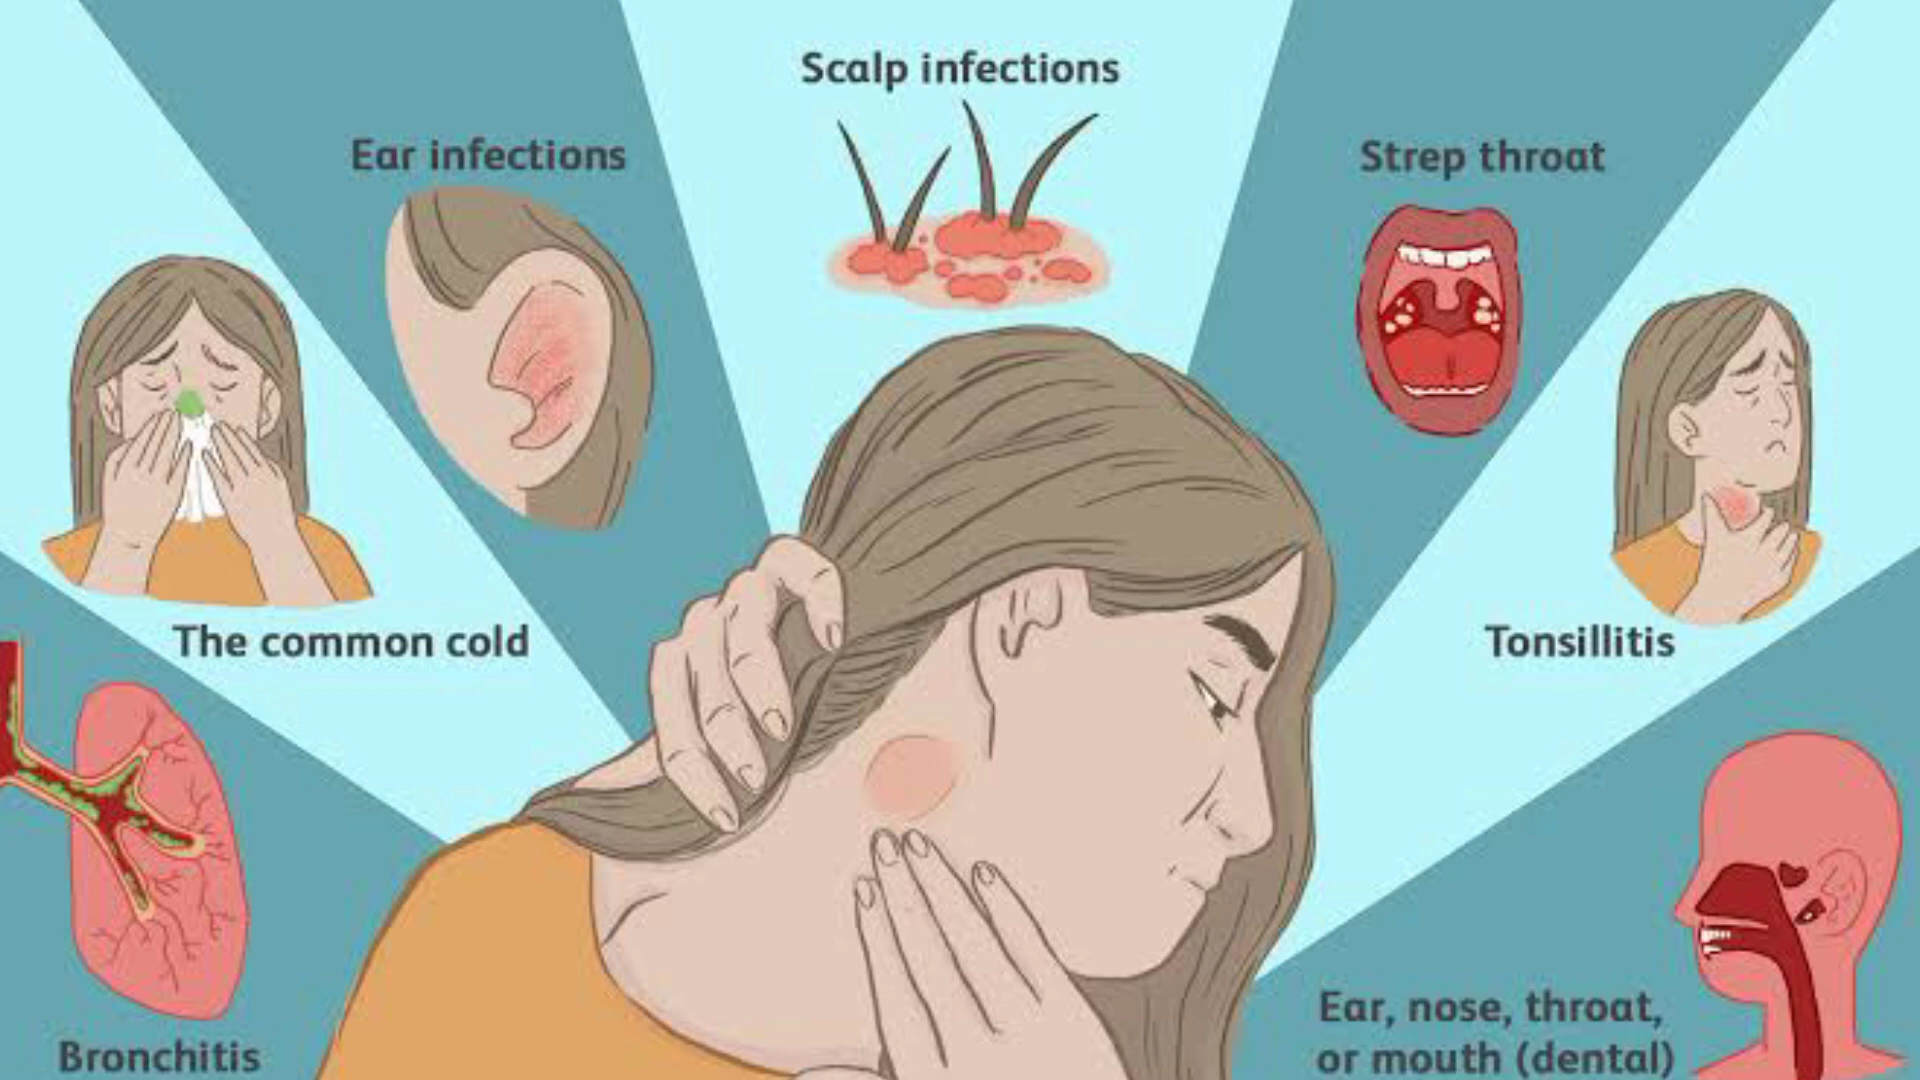 Scalp infections
Ear infections
Strep throat
The common cold
Tonsillitis
Bronchitis
Ear, nose, throat,
or mouth (dental)